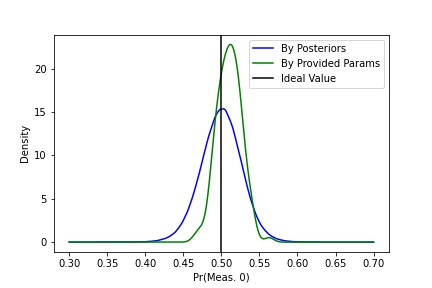 By Posteriors
By Provided Params
Ideal Value
20
15
10
5
0
Density
0.30 0.35 0.40 0.45 0.50 0.55 0.60 0.65 0.70
Pr(Meas. 0)